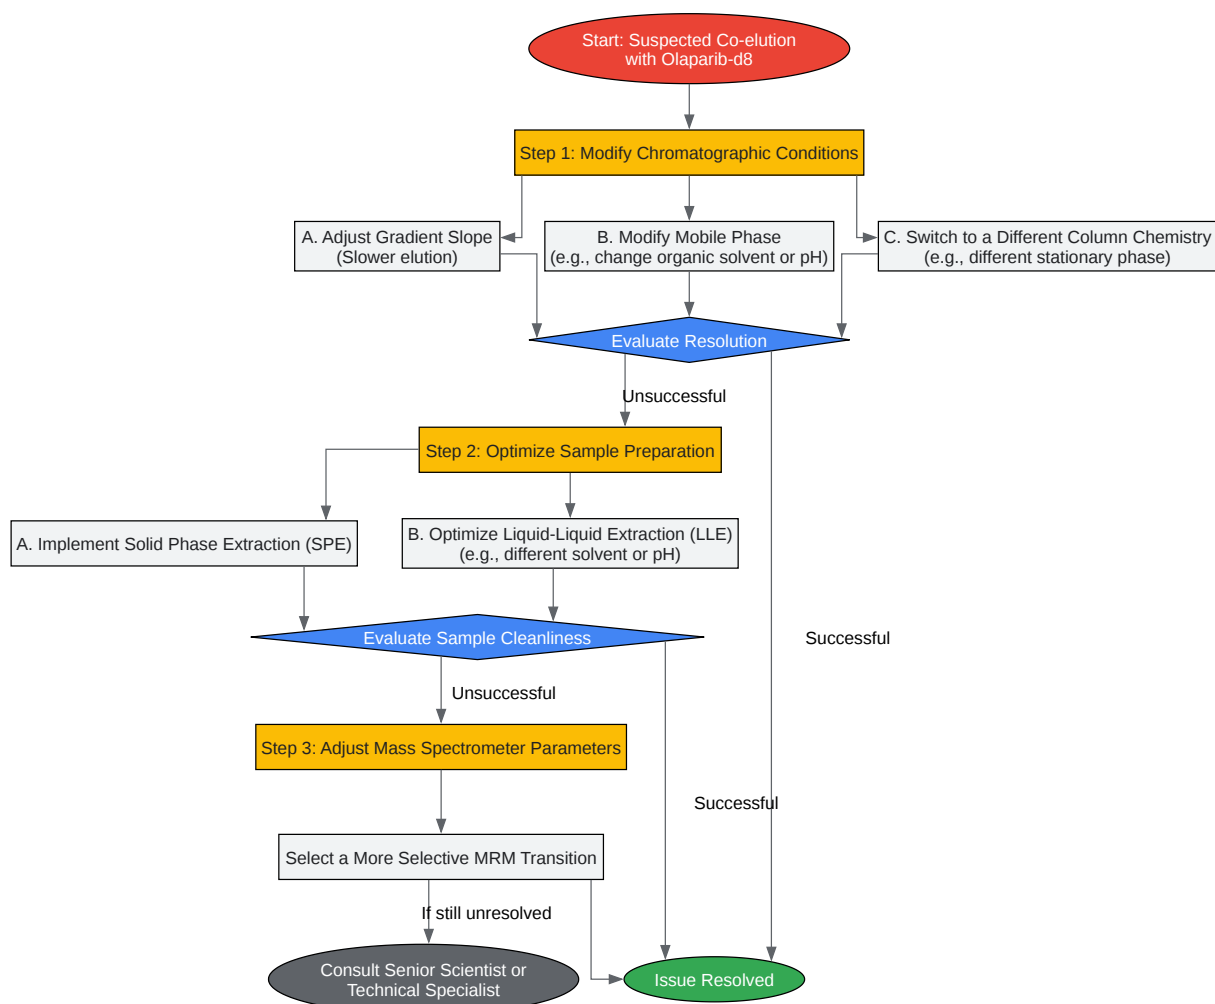 Start: Suspected Co-elution
with Olaparib-d8
Step 1: Modify Chromatographic Conditions
A. Adjust Gradient Slope
(Slower elution)
B. Modify Mobile Phase
(e.g., change organic solvent or pH)
C. Switch to a Different Column Chemistry
(e.g., different stationary phase)
Evaluate Resolution
Unsuccessful
Step 2: Optimize Sample Preparation
A. Implement Solid Phase Extraction (SPE)
B. Optimize Liquid-Liquid Extraction (LLE)
(e.g., different solvent or pH)
Evaluate Sample Cleanliness
Successful
Unsuccessful
Step 3: Adjust Mass Spectrometer Parameters
Successful
Select a More Selective MRM Transition
If still unresolved
Consult Senior Scientist or
Technical Specialist
Issue Resolved